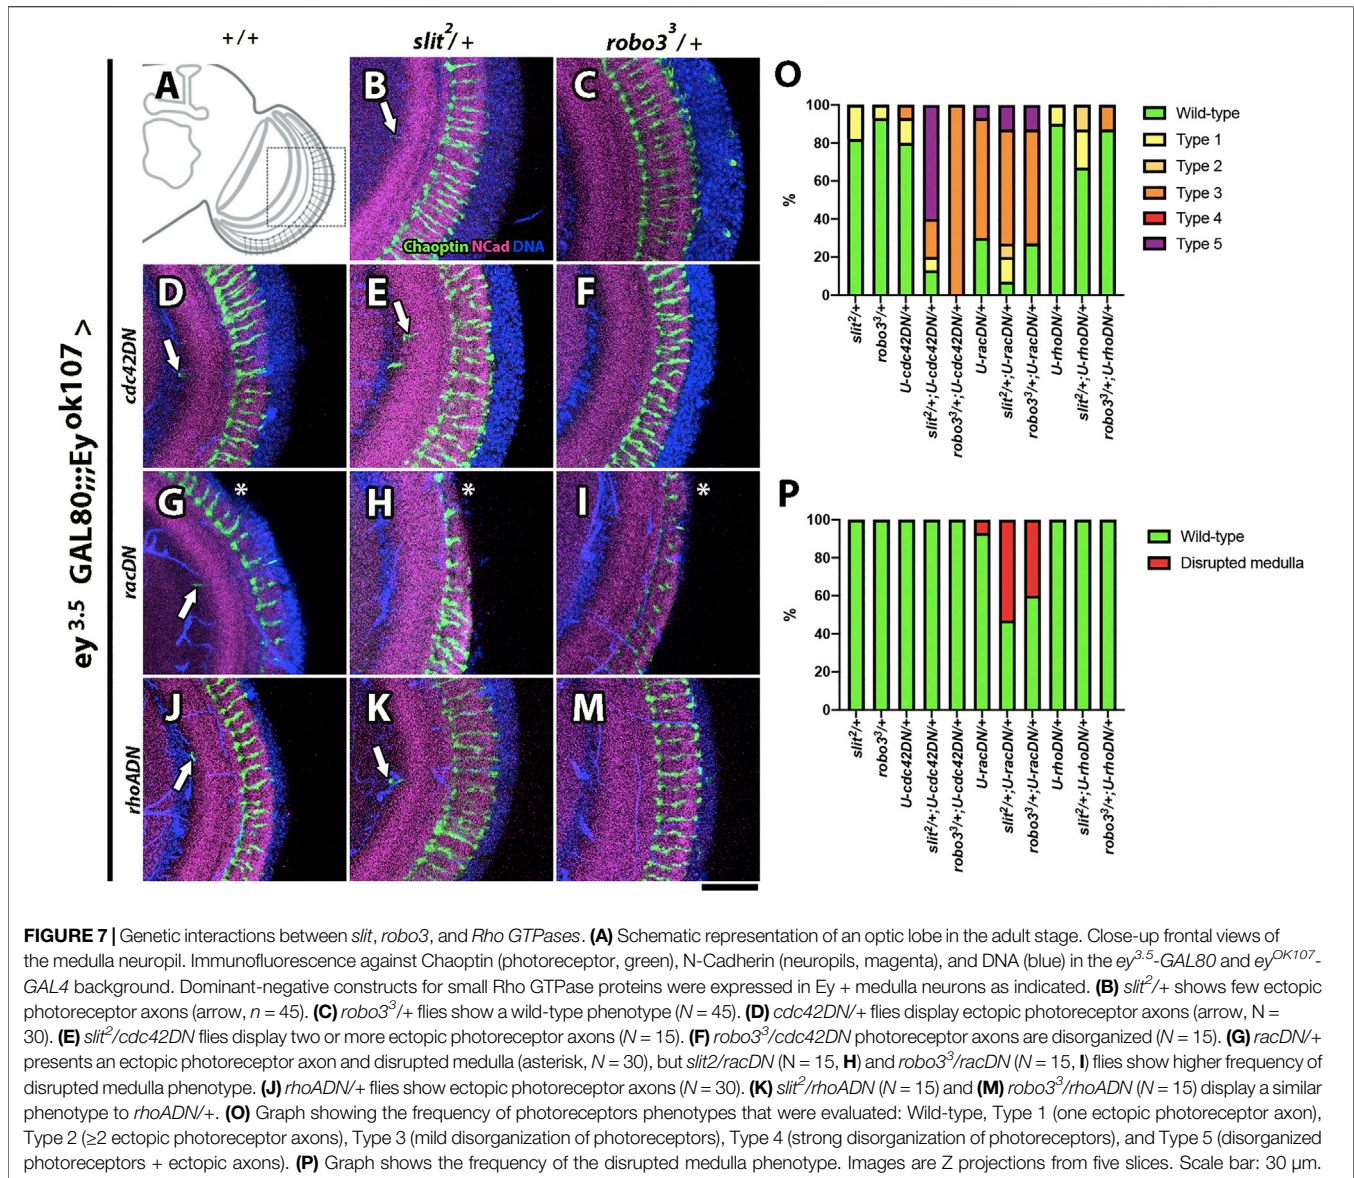 +/+
slit²/+
robo3³/+
ey 3.5 GAL80;;;Ey ok107 >
cdc42DN
racDN
rhoADN
A
B
Chaoptin NCad DNA
C
D
E
F
G
*
H
*
I
*
J
K
M
O
100
80
60
40
20
0
%
slit²/+
robo3³/+
U-cdc42DN/+
slit²/+;U-cdc42DN/+
robo3³/+;U-cdc42DN/+
U-racDN/+
slit²/+;U-racDN/+
robo3³/+;U-racDN/+
U-rhoDN/+
slit²/+;U-rhoDN/+
robo3³/+;U-rhoDN/+
Wild-type
Type 1
Type 2
Type 3
Type 4
Type 5
P
100
80
60
40
20
0
%
slit²/+
robo3³/+
U-cdc42DN/+
slit²/+;U-cdc42DN/+
robo3³/+;U-cdc42DN/+
U-racDN/+
slit²/+;U-racDN/+
robo3³/+;U-racDN/+
U-rhoDN/+
slit²/+;U-rhoDN/+
robo3³/+;U-rhoDN/+
Wild-type
Disrupted medulla
FIGURE 7 | Genetic interactions between slit, robo3, and Rho GTPases. (A) Schematic representation of an optic lobe in the adult stage. Close-up frontal views of
the medulla neuropil. Immunofluorescence against Chaoptin (photoreceptor, green), N-Cadherin (neuropils, magenta), and DNA (blue) in the ey3.5-GAL80 and eyOK107-
GAL4 background. Dominant-negative constructs for small Rho GTPase proteins were expressed in Ey + medulla neurons as indicated. (B) slit²/+ shows few ectopic
photoreceptor axons (arrow, n = 45). (C) robo3³/+ flies show a wild-type phenotype (N = 45). (D) cdc42DN/+ flies display ectopic photoreceptor axons (arrow, N =
30). (E) slit²/cdc42DN flies display two or more ectopic photoreceptor axons (N = 15). (F) robo3³/cdc42DN photoreceptor axons are disorganized (N = 15). (G) racDN/+
presents an ectopic photoreceptor axon and disrupted medulla (asterisk, N = 30), but slit2/racDN (N = 15, H) and robo3³/racDN (N = 15, I) flies show higher frequency of
disrupted medulla phenotype. (J) rhoADN/+ flies show ectopic photoreceptor axons (N = 30). (K) slit²/rhoADN (N = 15) and (M) robo3³/rhoADN (N = 15) display a similar
phenotype to rhoADN/+. (O) Graph showing the frequency of photoreceptors phenotypes that were evaluated: Wild-type, Type 1 (one ectopic photoreceptor axon),
Type 2 (≥2 ectopic photoreceptor axons), Type 3 (mild disorganization of photoreceptors), Type 4 (strong disorganization of photoreceptors), and Type 5 (disorganized
photoreceptors + ectopic axons). (P) Graph shows the frequency of the disrupted medulla phenotype. Images are Z projections from five slices. Scale bar: 30 µm.